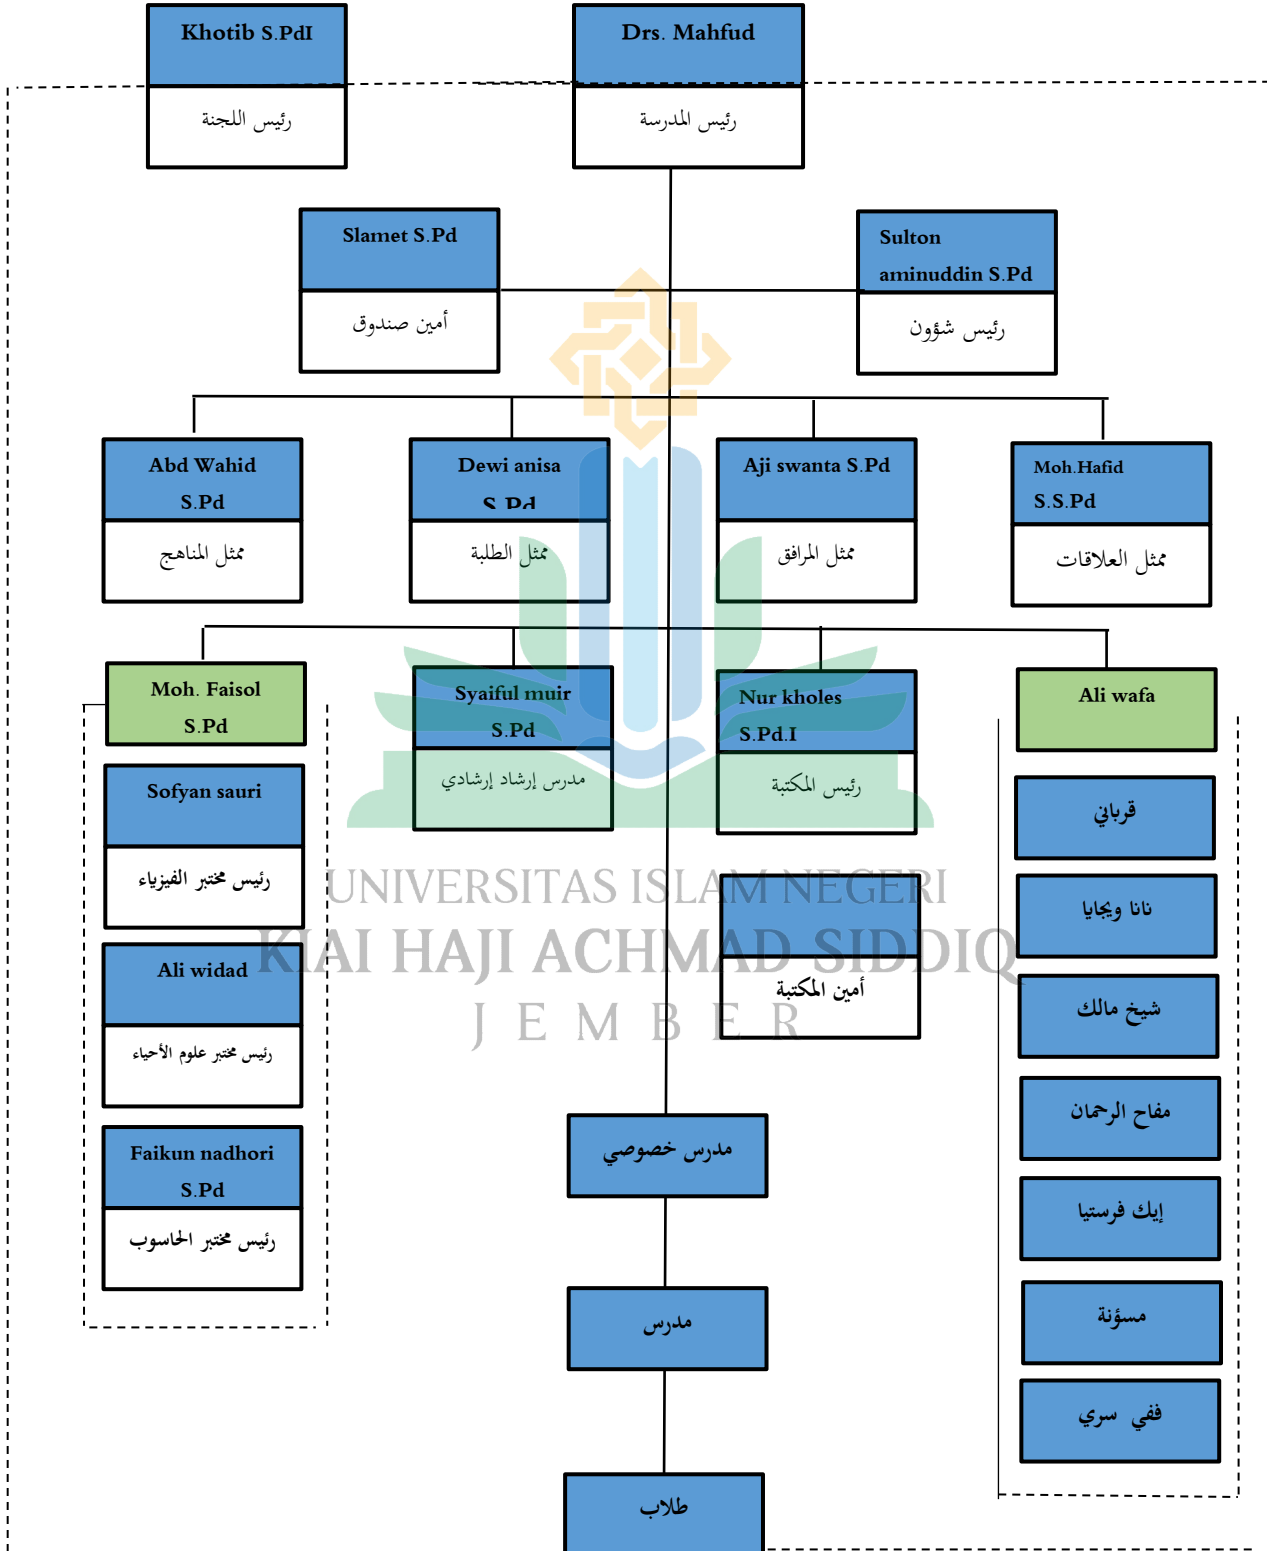 Khotib S.PdI
رئيس اللجنة
Drs. Mahfud
رئيس المدرسة
Slamet S.Pd
أمين صندوق
Sulton
aminuddin S.Pd
رئيس شؤون
Abd Wahid
S.Pd
ممثل المناهج
Dewi anisa
S.Pd
ممثل الطلبة
Aji swanta S.Pd
ممثل المرافق
Moh.Hafid
S.S.Pd
ممثل العلاقات
Moh. Faisol
S.Pd
Syaiful muir
S.Pd
مدرس إرشاد إرشادي
Nur kholes
S.Pd.I
رئيس المكتبة
Ali wafa
Sofyan sauri
رئيس مختبر الفيزياء
Ali widad
رئيس مختبر علوم الأحياء
Faikun nadhori
S.Pd
رئيس مختبر الحاسوب
أمين المكتبة
قرباني
نانا ويجايا
شيخ مالك
مفاح الرحمان
إيك فرستيا
مسؤنة
ففي سري
مدرس خصوصي
مدرس
طلاب
UNIVERSITAS ISLAM NEGERI
KIAI HAJI ACHMAD SIDDIQ
JEMBER